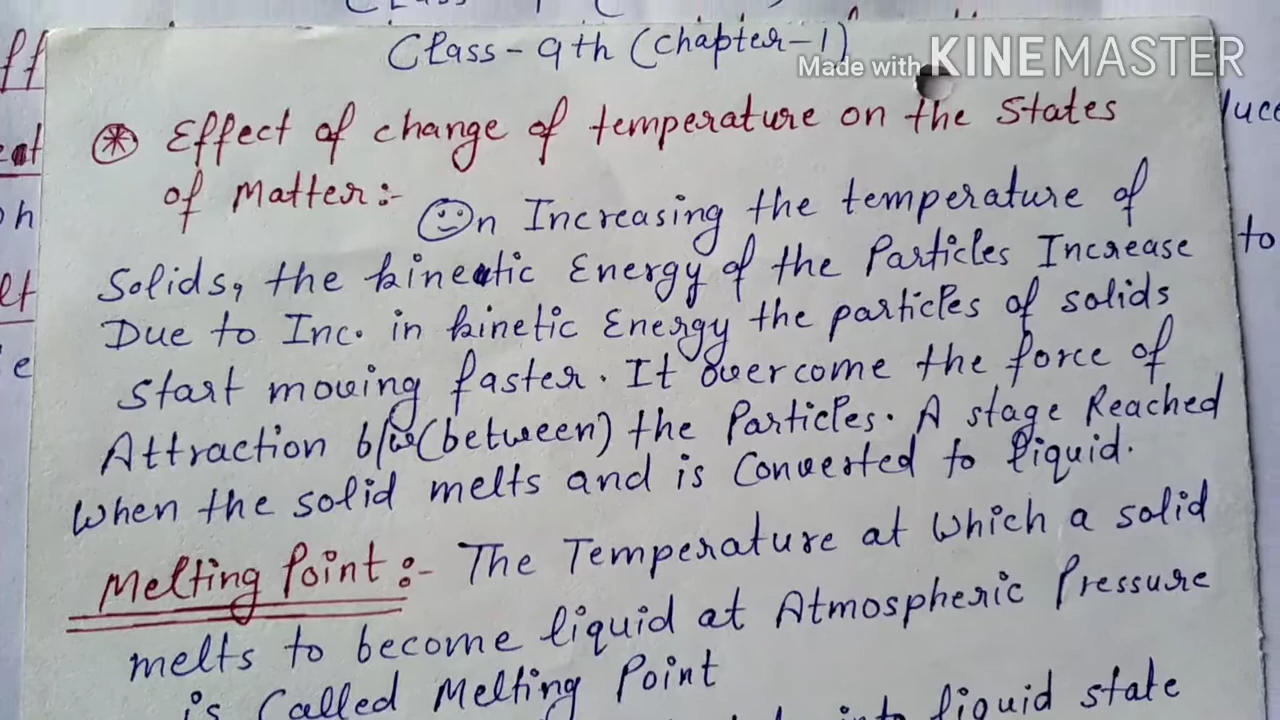 Class-9th (chapter-1)
Made with KINEMASTER
Effect of change of temperature on the States
of Matter:-
On Increasing the temperature of
Solids, the kinetic Energy of the Particles Increase
Due to Inc. in kinetic Energy the particles of solids
start moving faster. It overcome the force of
Attraction b/w (between) the Particles. A stage Reached
When the solid melts and is Converted to liquid.
Melting Point:- The Temperature at which a solid
melts to become liquid at Atmospheric Pressure
is Called Melting Point
into liquid state
to